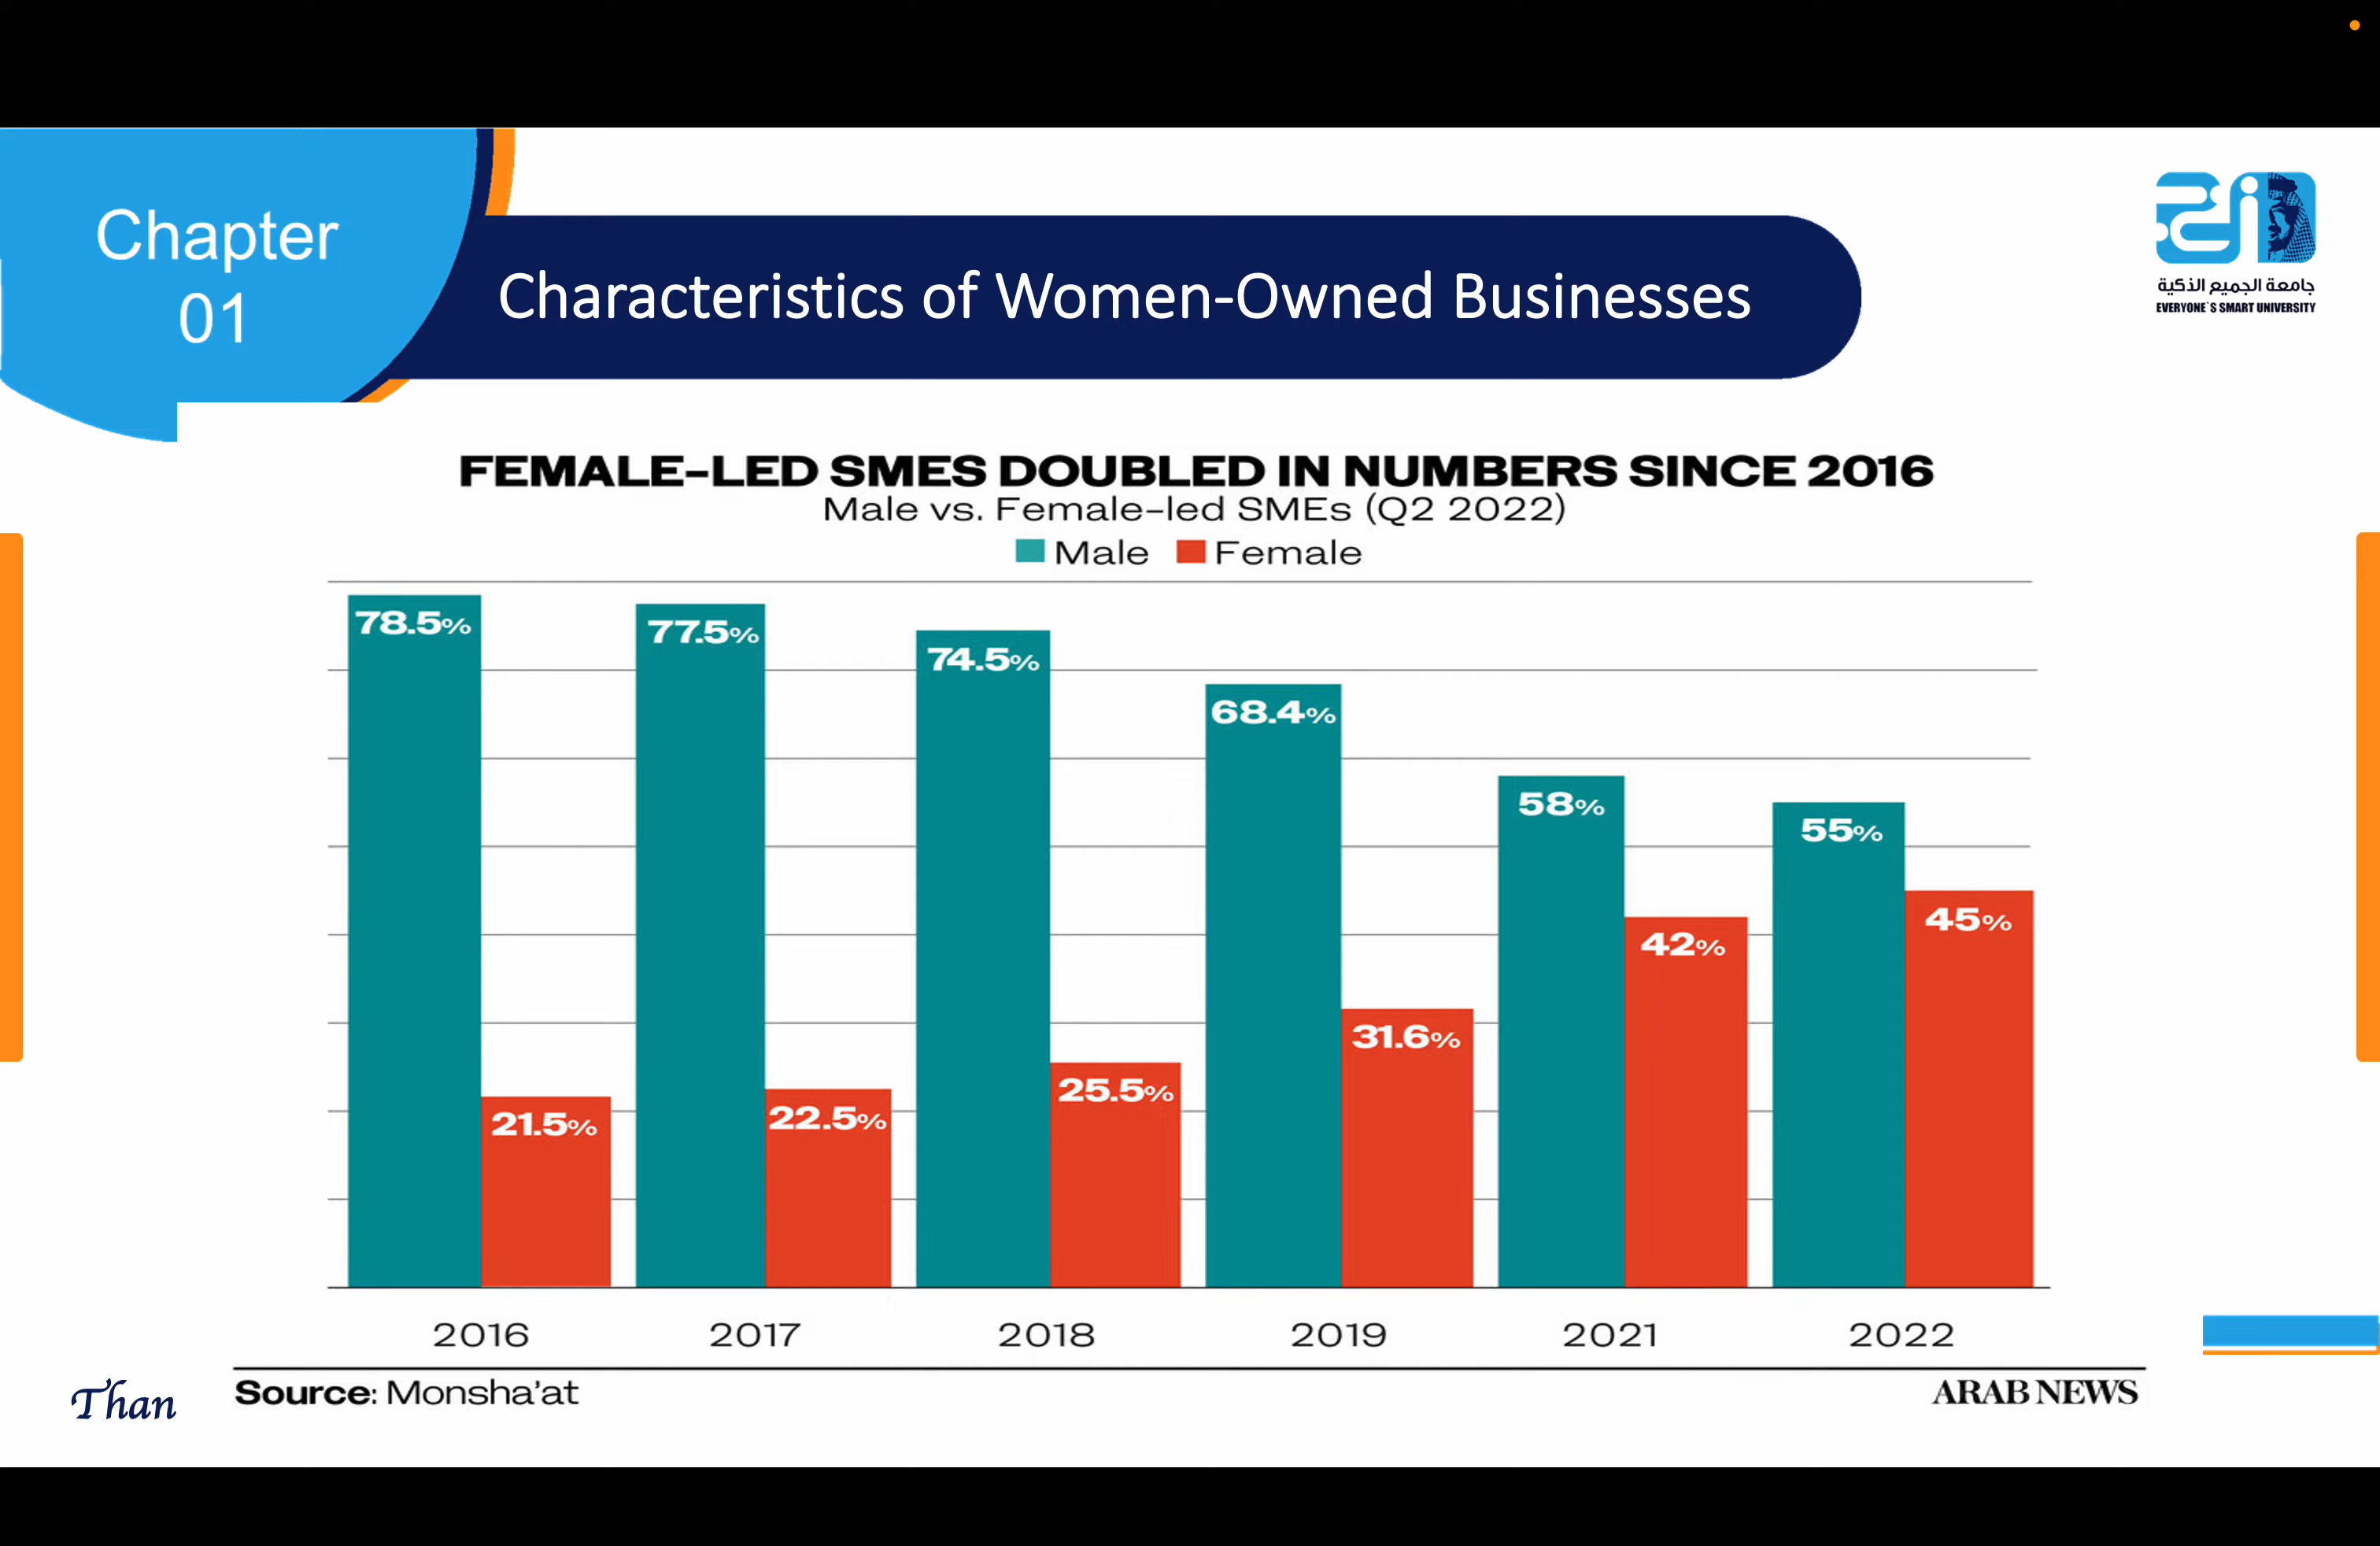 Chapter
01
Characteristics of Women-Owned Businesses
جامعة الجميع الذكية
EVERYONE`S SMART UNIVERSITY
FEMALE-LED SMES DOUBLED IN NUMBERS SINCE 2016
Male vs. Female-led SMEs (Q2 2022)
Male Female
78.5% 21.5%
77.5% 22.5%
74.5% 25.5%
68.4% 31.6%
58% 42%
55% 45%
2016 2017 2018 2019 2021 2022
Than
Source: Monsha'at
ARAB NEWS